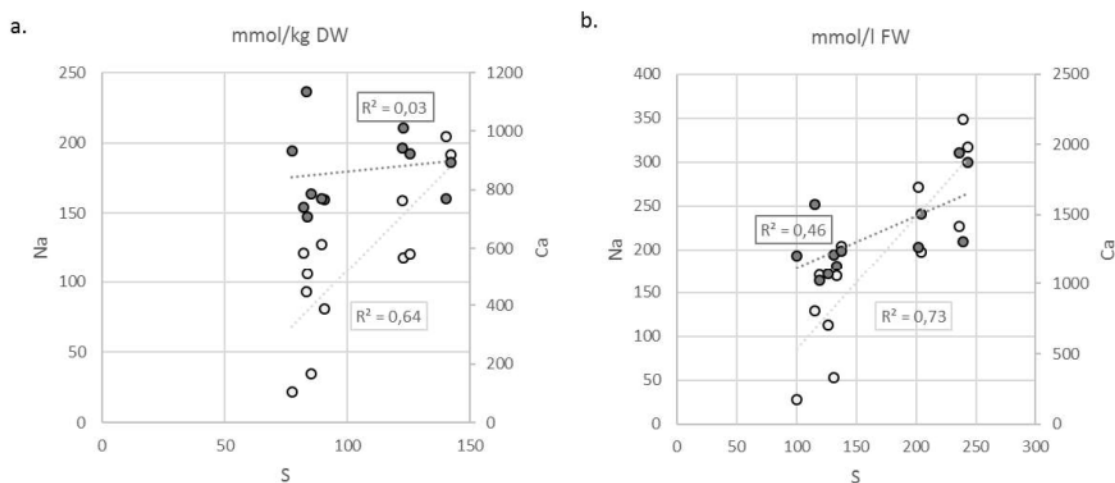 a.
mmol/kg DW
250
200
150
100
50
0
Na
1200
1000
800
600
400
200
0
Ca
R² = 0,03
R² = 0,64
0 50 100 150
S
b.
mmol/l FW
400
350
300
250
200
150
100
50
0
Na
2500
2000
1500
1000
500
0
Ca
R² = 0,46
R² = 0,73
0 50 100 150 200 250 300
S